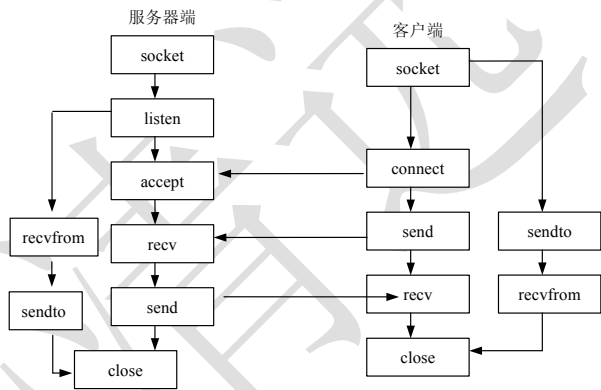 服务器端
socket
listen
accept
recvfrom
recv
sendto
send
close
客户端
socket
connect
send
sendto
recv
recvfrom
close